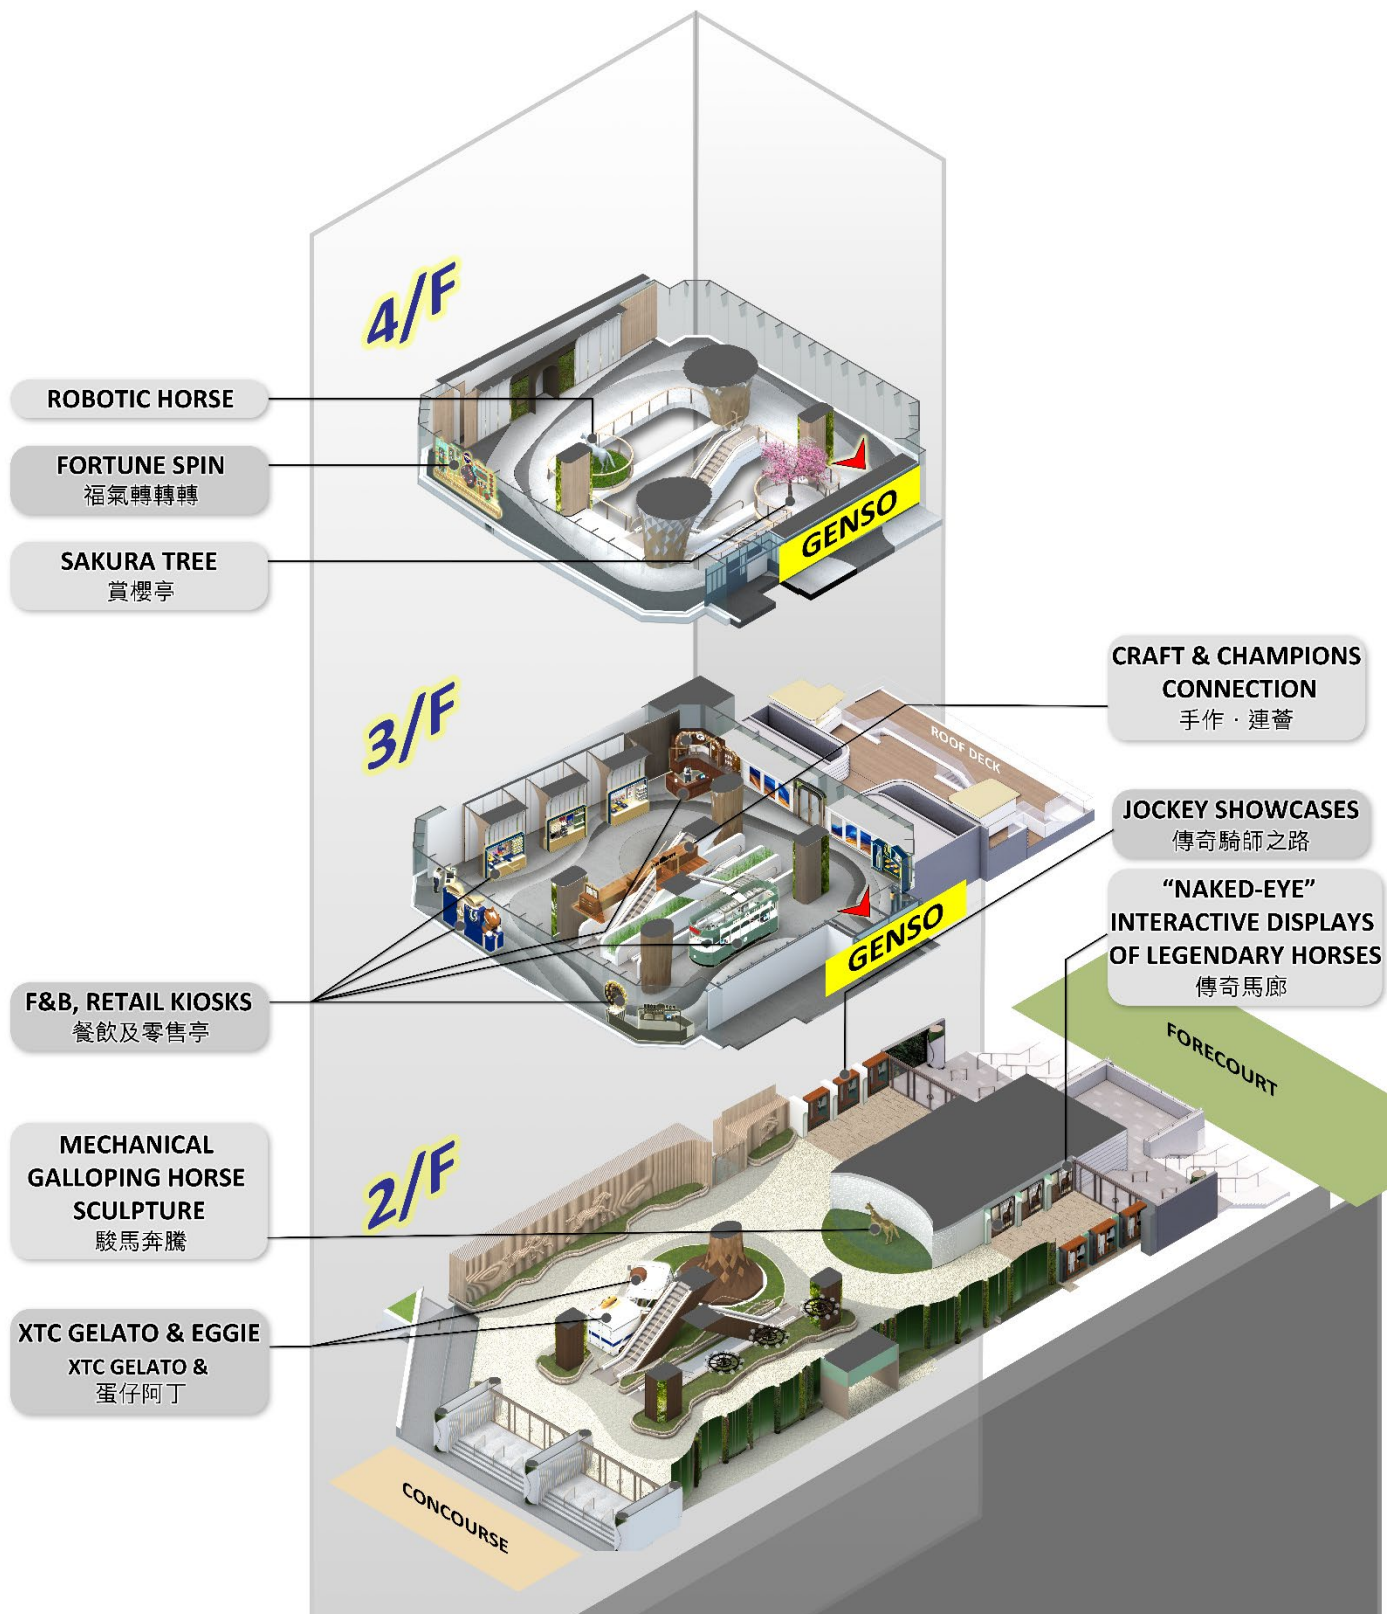 4/F
ROBOTIC HORSE
FORTUNE SPIN
福氣轉轉轉
SAKURA TREE
賞櫻亭
GENSO
3/F
CRAFT & CHAMPIONS
CONNECTION
手作 · 連薈
ROOF DECK
JOCKEY SHOWCASES
傳奇騎師之路
“NAKED-EYE”
INTERACTIVE DISPLAYS
OF LEGENDARY HORSES
傳奇馬廊
GENSO
F&B, RETAIL KIOSKS
餐飲及零售亭
FORECOURT
2/F
MECHANICAL
GALLOPING HORSE
SCULPTURE
駿馬奔騰
XTC GELATO & EGGIE
XTC GELATO &
蛋仔阿丁
CONCOURSE